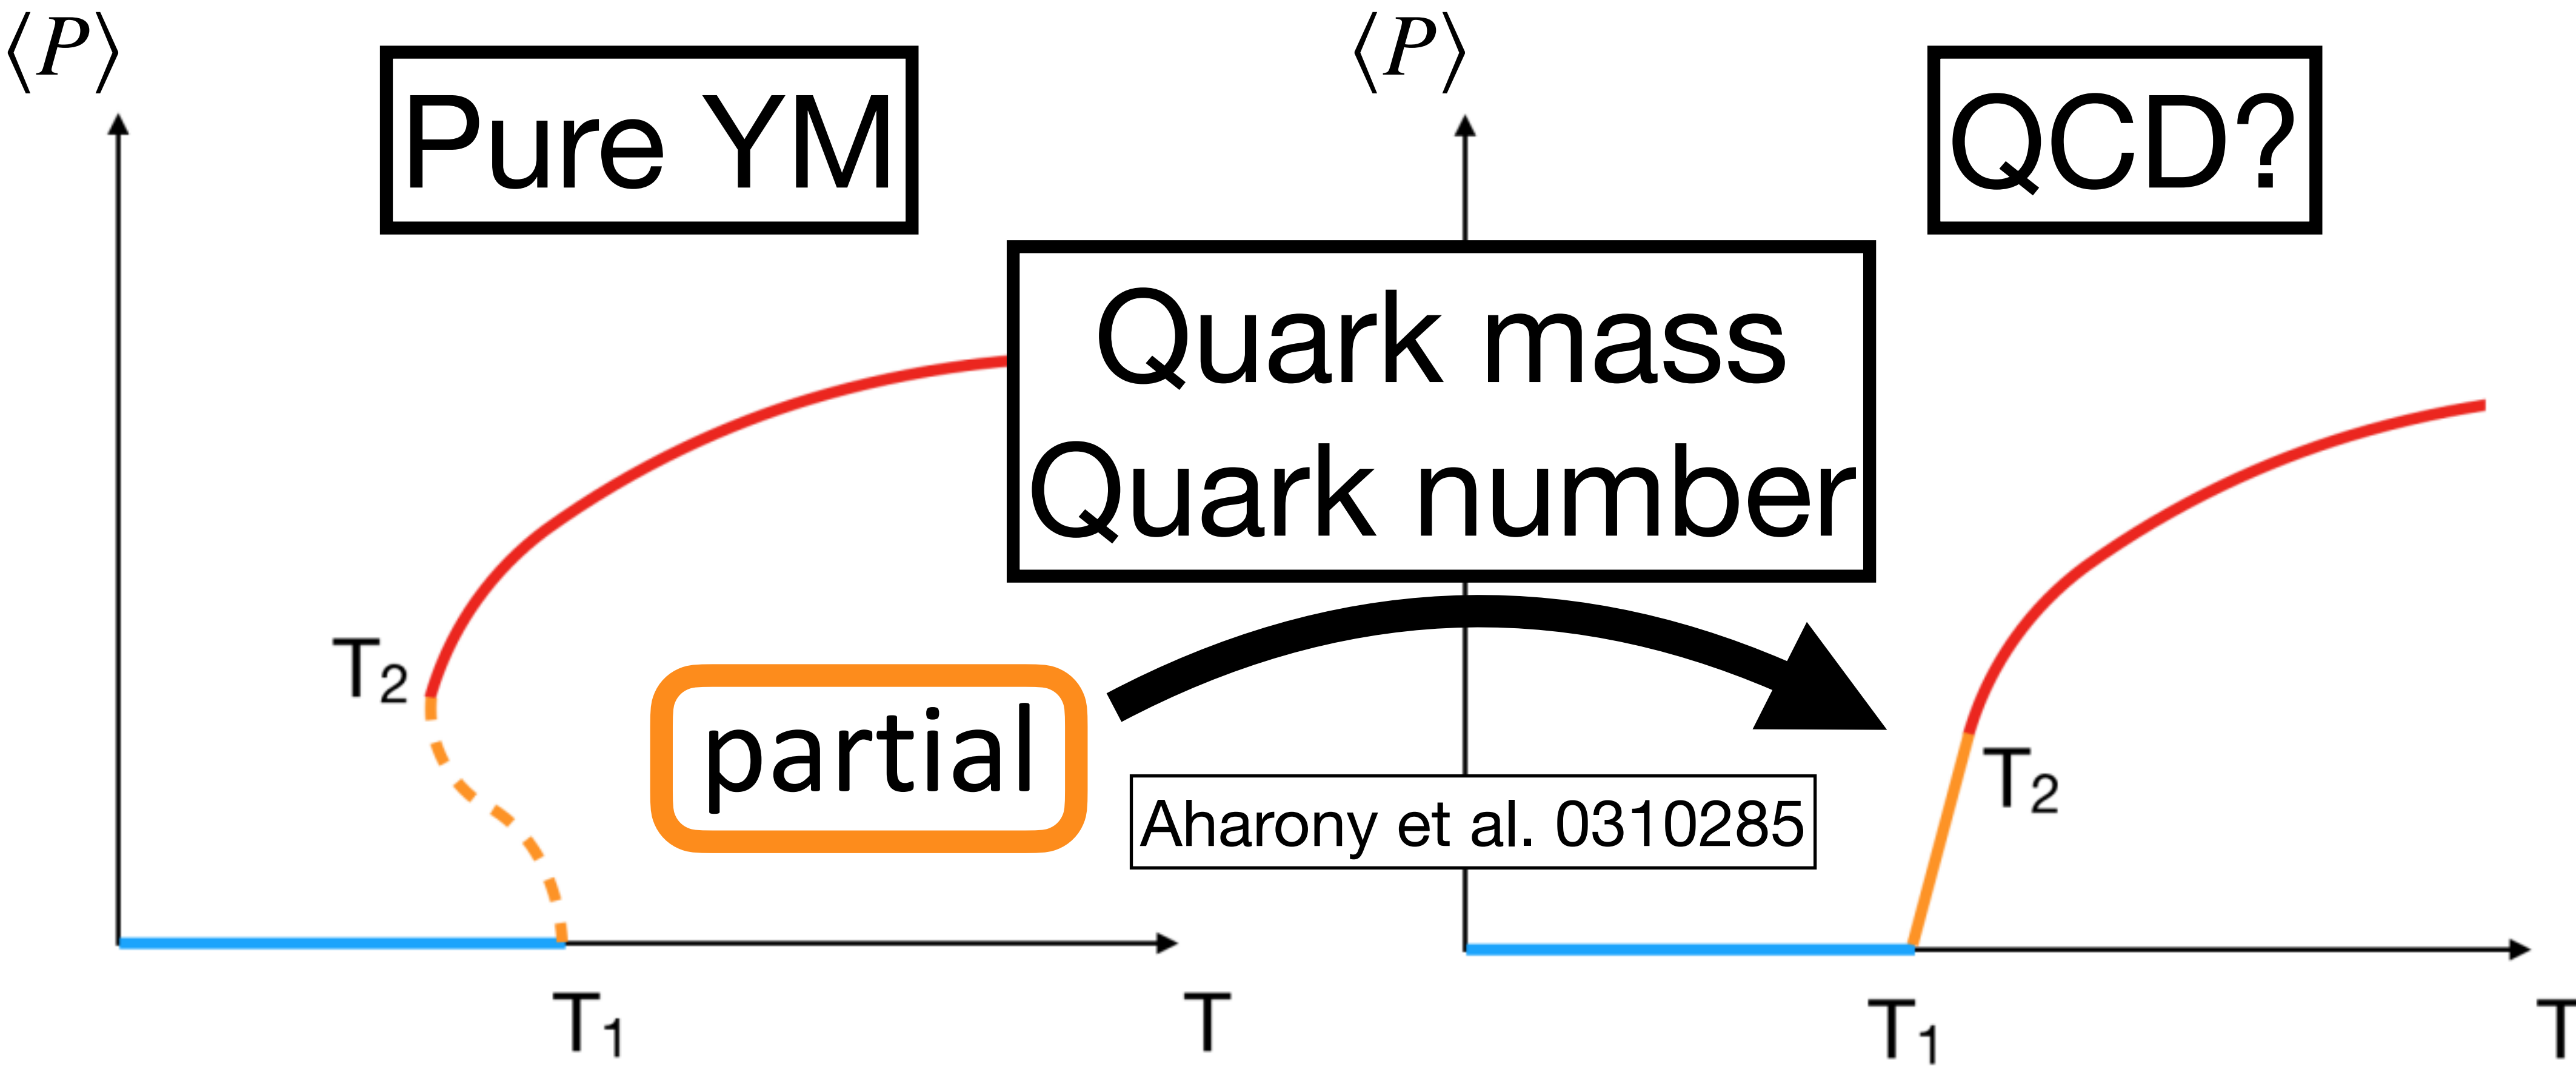 ⟨P⟩
Pure YM
⟨P⟩
QCD?
Quark mass
Quark number
T₂
partial
T₂
Aharony et al. 0310285
T₁
T
T₁
T